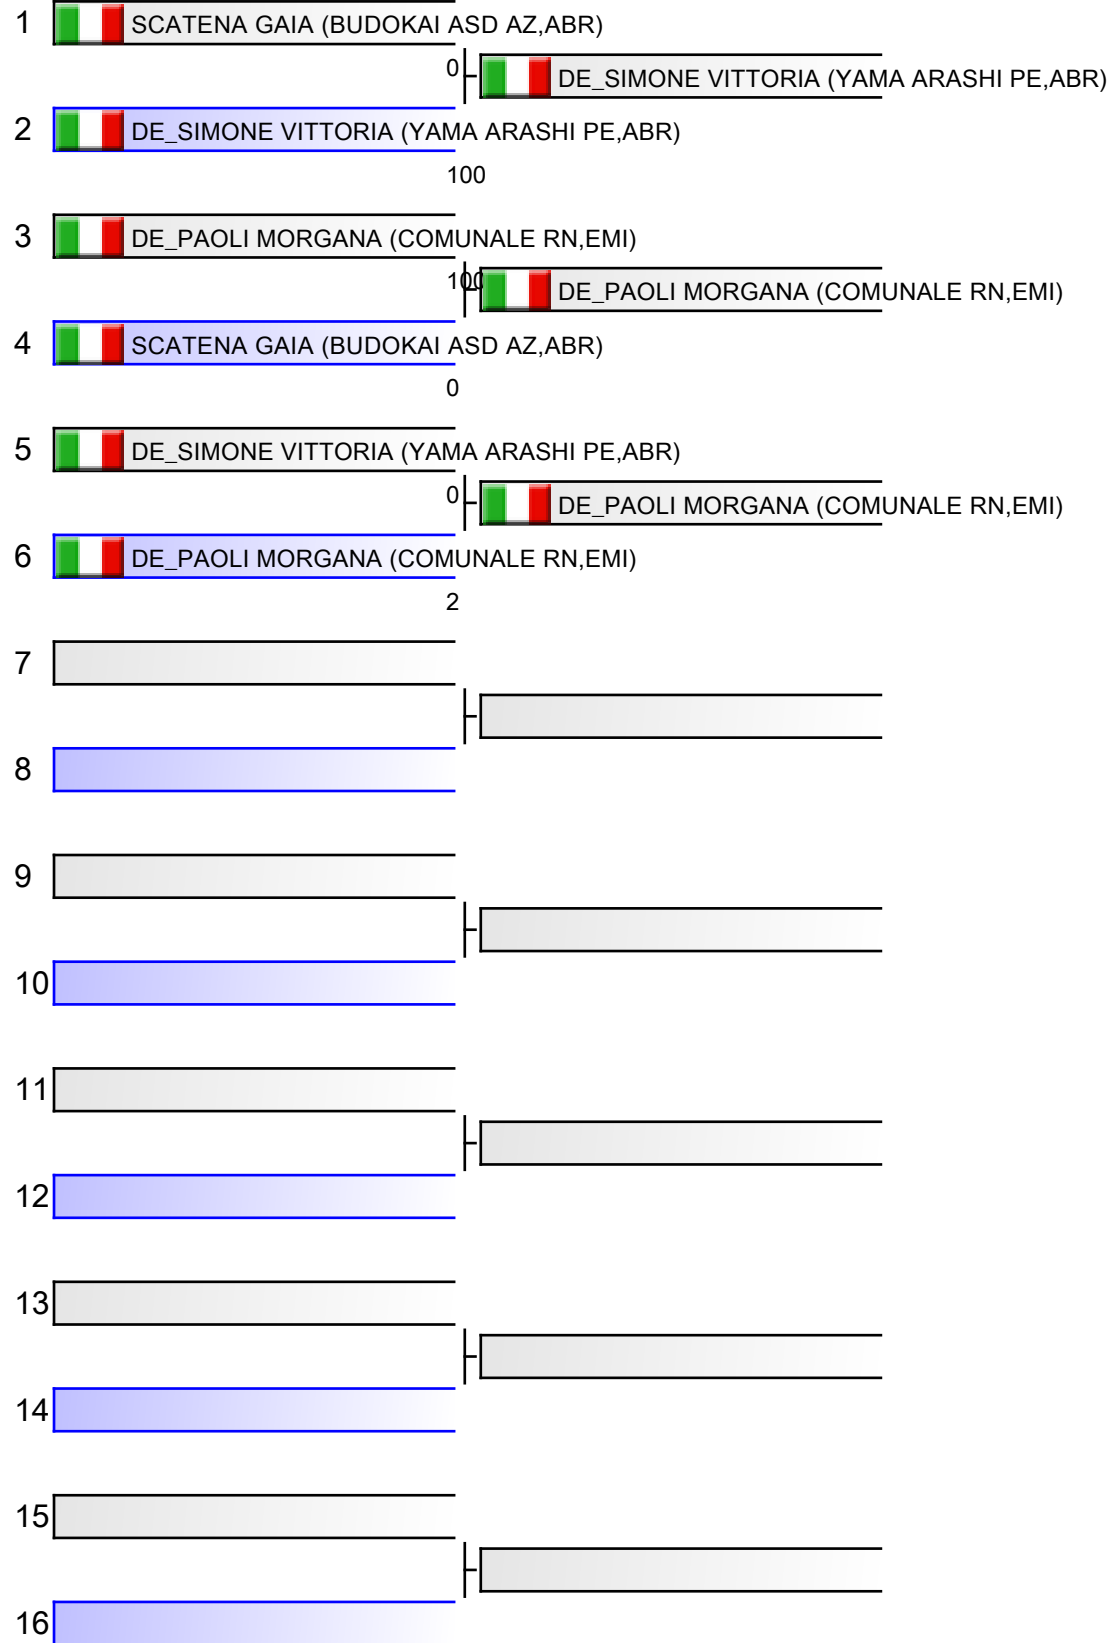 1 SCATENA GAIA (BUDOKAI ASD AZ,ABR)
0 DE_SIMONE VITTORIA (YAMA ARASHI PE,ABR)
2 DE_SIMONE VITTORIA (YAMA ARASHI PE,ABR)
100
3 DE_PAOLI MORGANA (COMUNALE RN,EMI)
100 DE_PAOLI MORGANA (COMUNALE RN,EMI)
4 SCATENA GAIA (BUDOKAI ASD AZ,ABR)
0
5 DE_SIMONE VITTORIA (YAMA ARASHI PE,ABR)
0 DE_PAOLI MORGANA (COMUNALE RN,EMI)
6 DE_PAOLI MORGANA (COMUNALE RN,EMI)
2
7
8
9
10
11
12
13
14
15
16